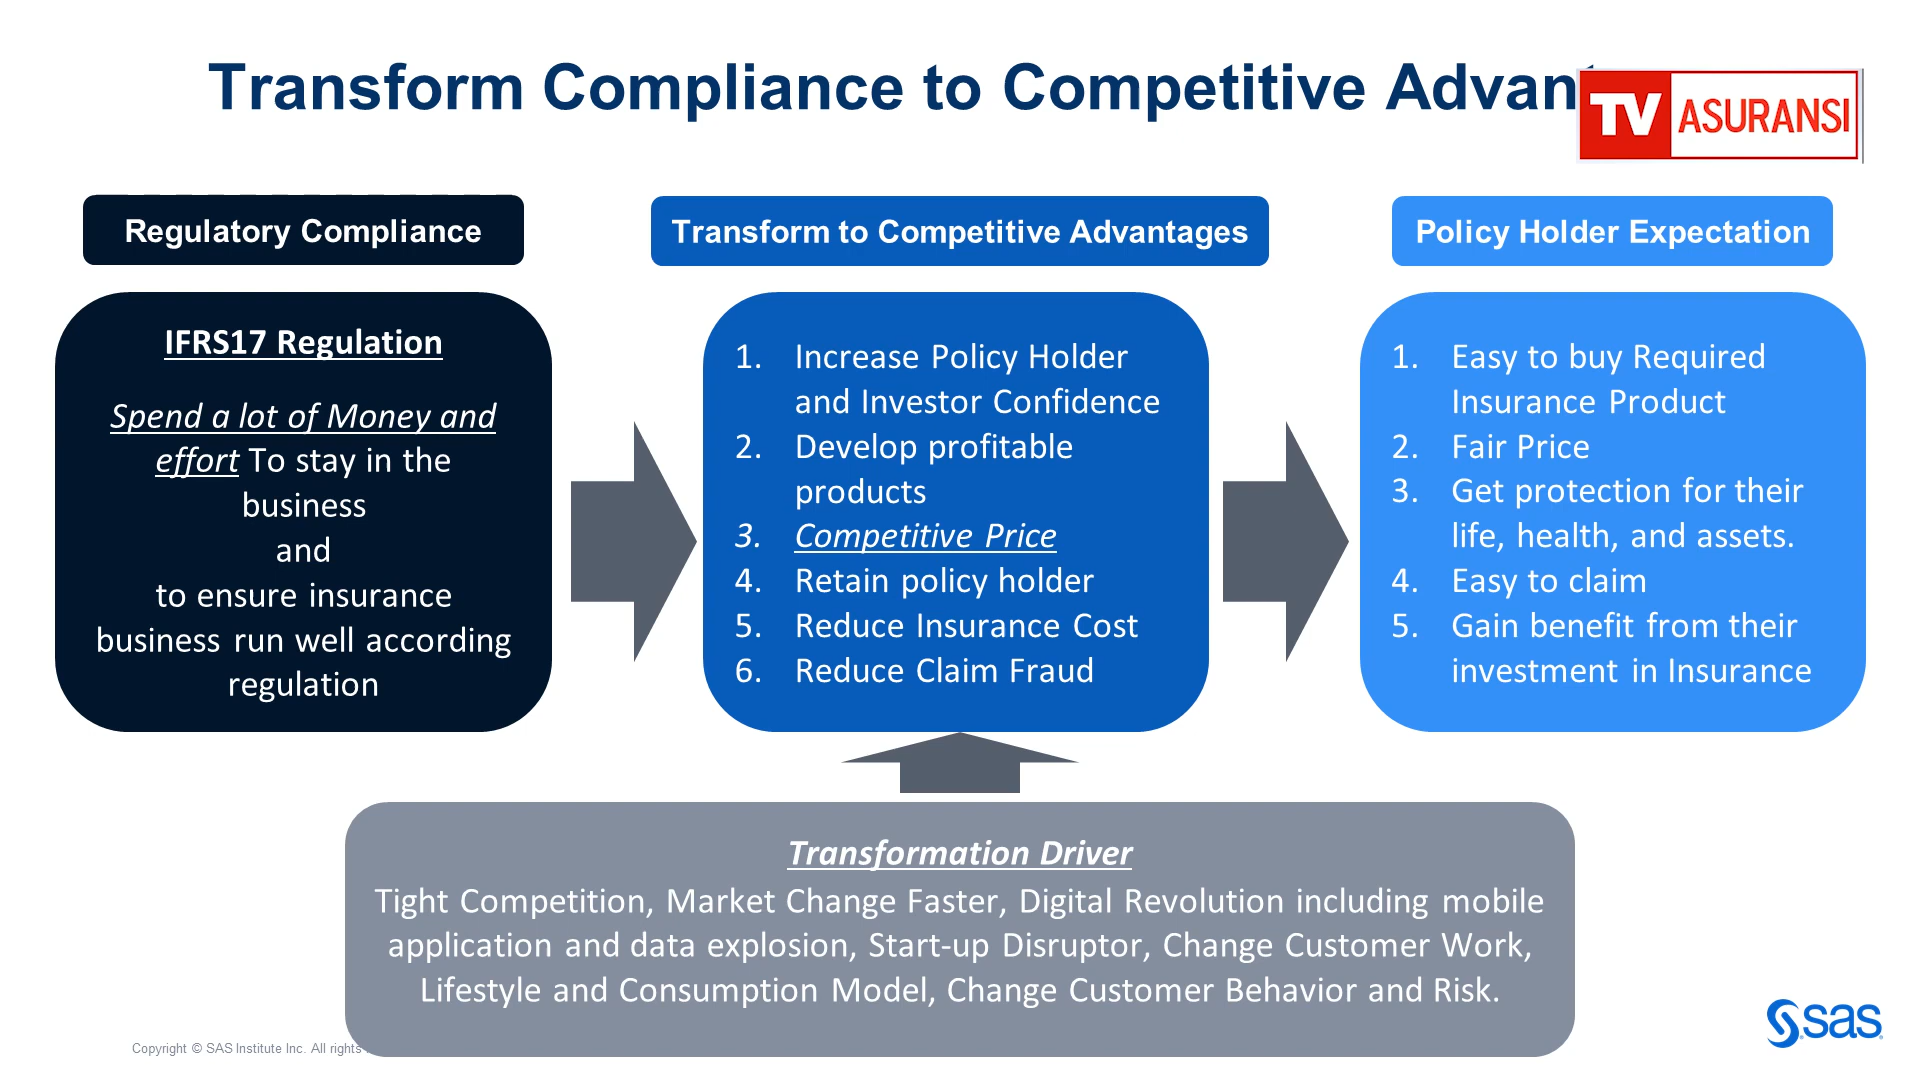 Transform Compliance to Competitive Advant
TV ASURANSI
Regulatory Compliance
Transform to Competitive Advantages
Policy Holder Expectation
IFRS17 Regulation
Spend a lot of Money and
effort To stay in the
business
and
to ensure insurance
business run well according
regulation
1. Increase Policy Holder
and Investor Confidence
2. Develop profitable
products
3. Competitive Price
4. Retain policy holder
5. Reduce Insurance Cost
6. Reduce Claim Fraud
1. Easy to buy Required
Insurance Product
2. Fair Price
3. Get protection for their
life, health, and assets.
4. Easy to claim
5. Gain benefit from their
investment in Insurance
Transformation Driver
Tight Competition, Market Change Faster, Digital Revolution including mobile
application and data explosion, Start-up Disruptor, Change Customer Work,
Lifestyle and Consumption Model, Change Customer Behavior and Risk.
Copyright © SAS Institute Inc. All rights
sas